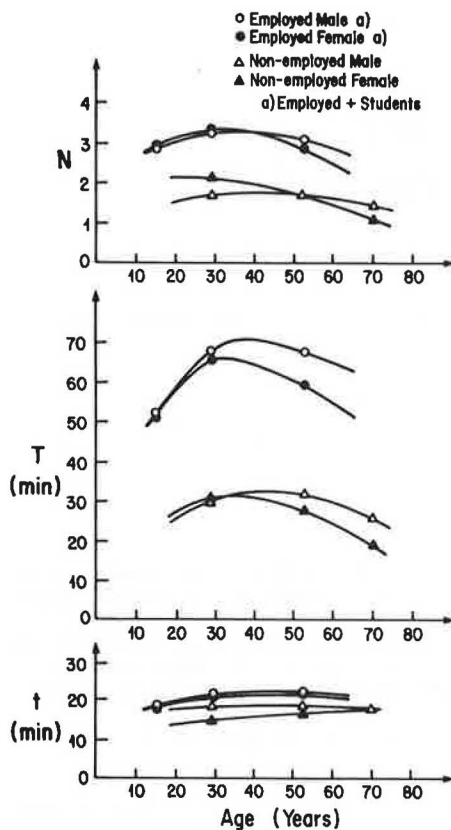 Employed Male a)
Employed Female a)
Non-employed Male
Non-employed Female
a) Employed + Students
4
3
N
2
1
0
10 20 30 40 50 60 70 80
70
60
50
T
(min)
40
30
20
10
0
10 20 30 40 50 60 70 80
30
t
20
(min)
10
0
10 20 30 40 50 60 70 80
Age (Years)